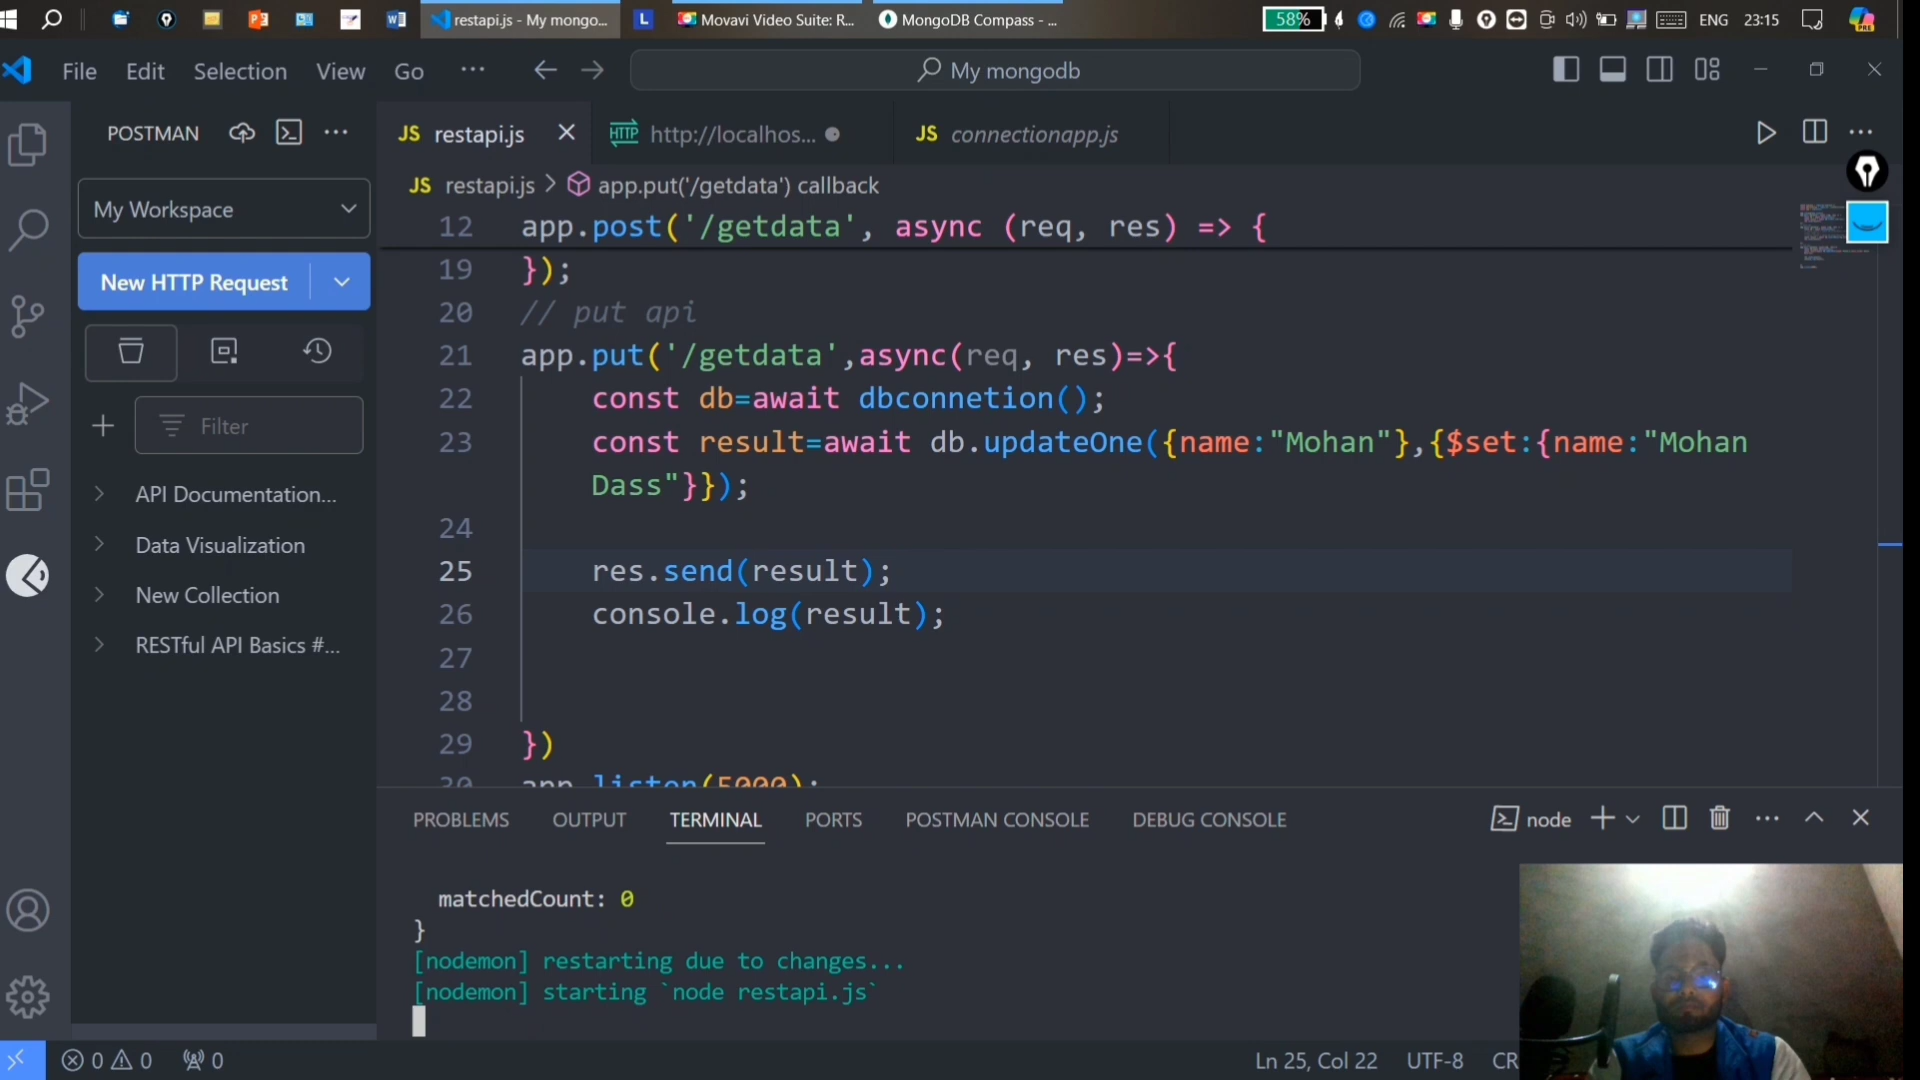 restapi.js - My mongo...
L
Movavi Video Suite: R...
MongoDB Compass - ...
58%
ENG
23:15
File Edit Selection View Go ...
My mongodb
POSTMAN
JS restapi.js
HTTP http://localhos...
JS connectionapp.js
JS restapi.js > app.put('/getdata') callback
My Workspace
New HTTP Request
Filter
API Documentation...
Data Visualization
New Collection
RESTful API Basics #...
12 app.post('/getdata', async (req, res) => {
19 });
20 // put api
21 app.put('/getdata',async(req, res)=>{
22 const db=await dbconnetion();
23 const result=await db.updateOne({name:"Mohan"},{$set:{name:"Mohan
Dass"}});
24
25 res.send(result);
26 console.log(result);
27
28
29 })
30 app.listen(5000);
PROBLEMS OUTPUT TERMINAL PORTS POSTMAN CONSOLE DEBUG CONSOLE
node
matchedCount: 0
}
[nodemon] restarting due to changes...
[nodemon] starting `node restapi.js`
0 0 0
Ln 25, Col 22 UTF-8 CR